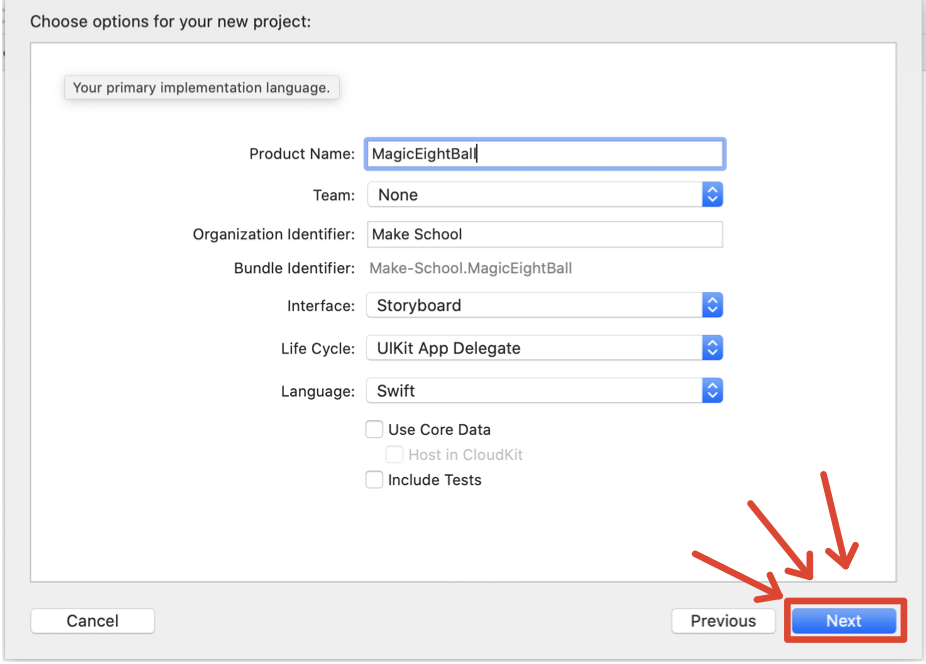 Choose options for your new project:
Your primary implementation language.
Product Name: MagicEightBall
Team: None
Organization Identifier: Make School
Bundle Identifier: Make-School.MagicEightBall
Interface: Storyboard
Life Cycle: UIKit App Delegate
Language: Swift
Use Core Data
Host in CloudKit
Include Tests
Cancel Previous Next